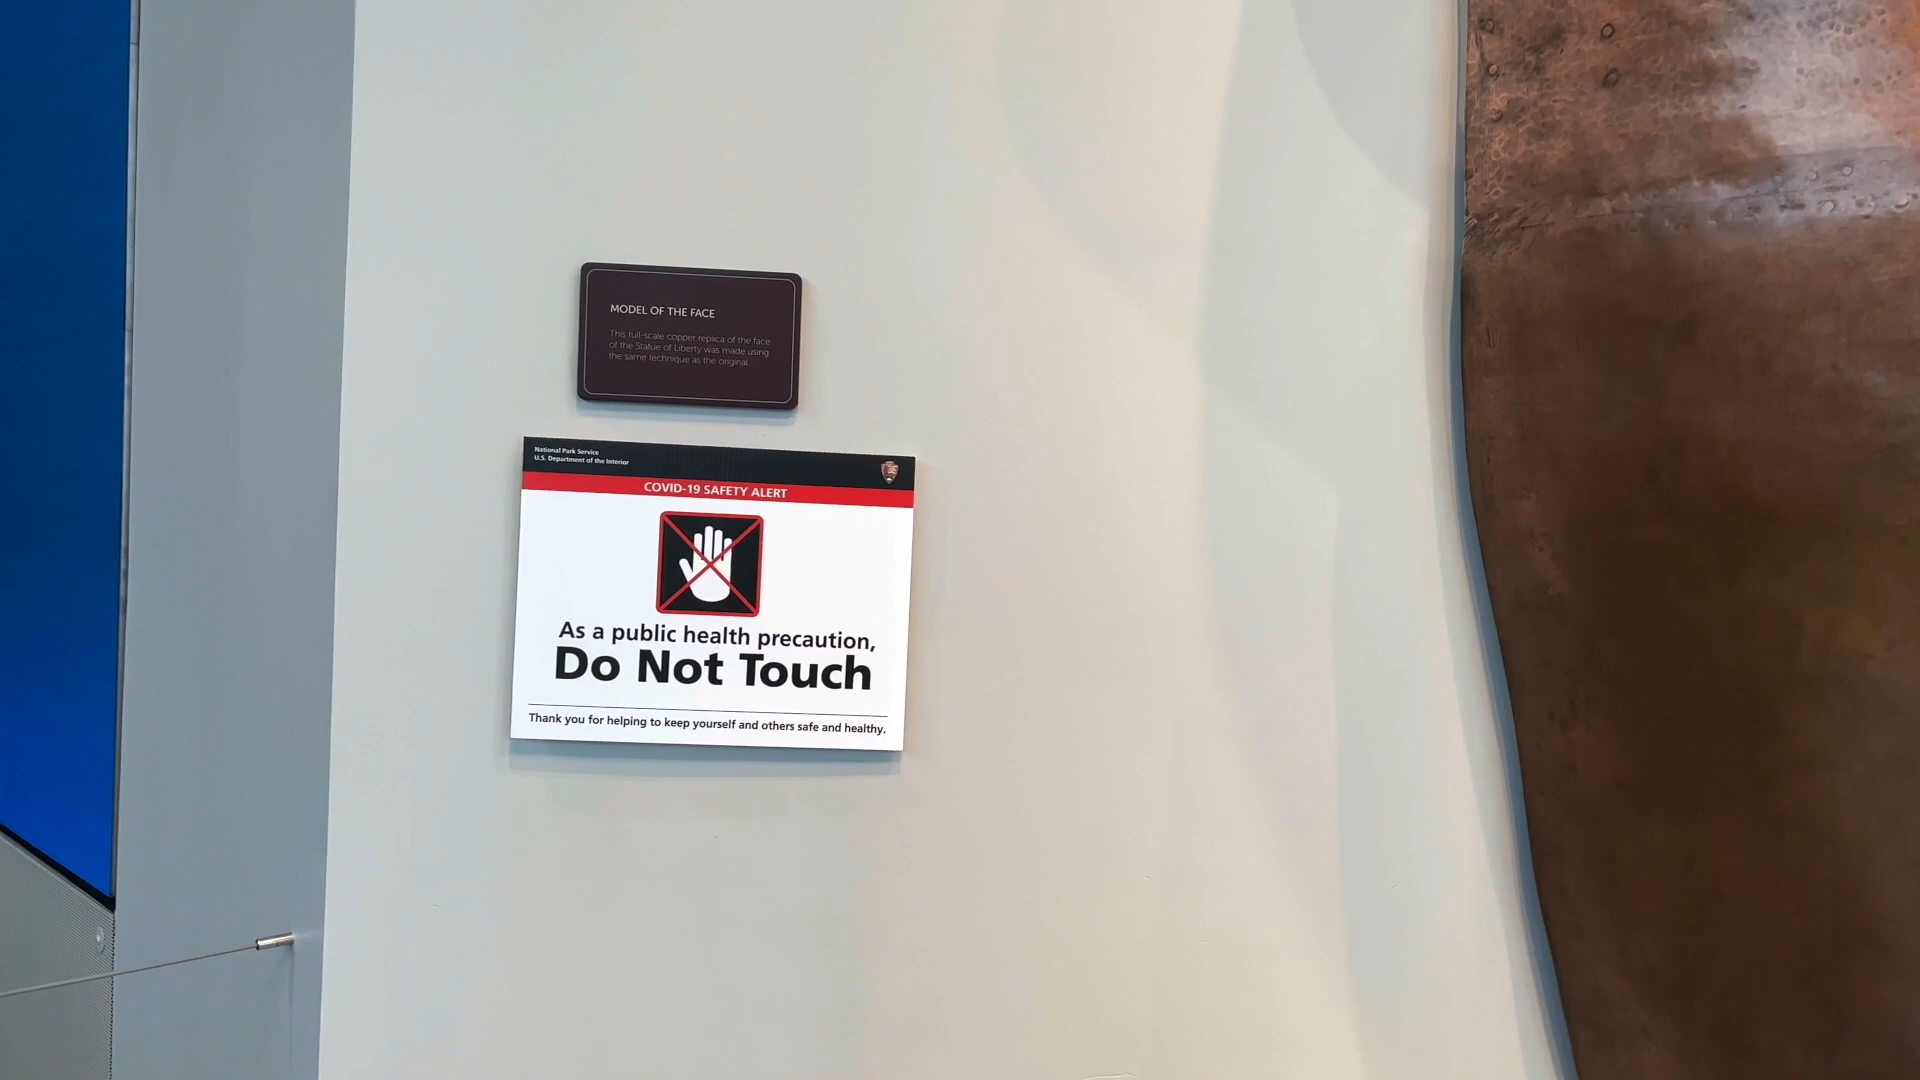 MODEL OF THE FACE
This full-scale copper replica of the face
of the Statue of Liberty was made using
the same technique as the original.
National Park Service
U.S. Department of the Interior
COVID-19 SAFETY ALERT
As a public health precaution,
Do Not Touch
Thank you for helping to keep yourself and others safe and healthy.